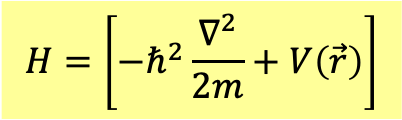 H = [−ħ² ∇²/2m + V(r⃗)]